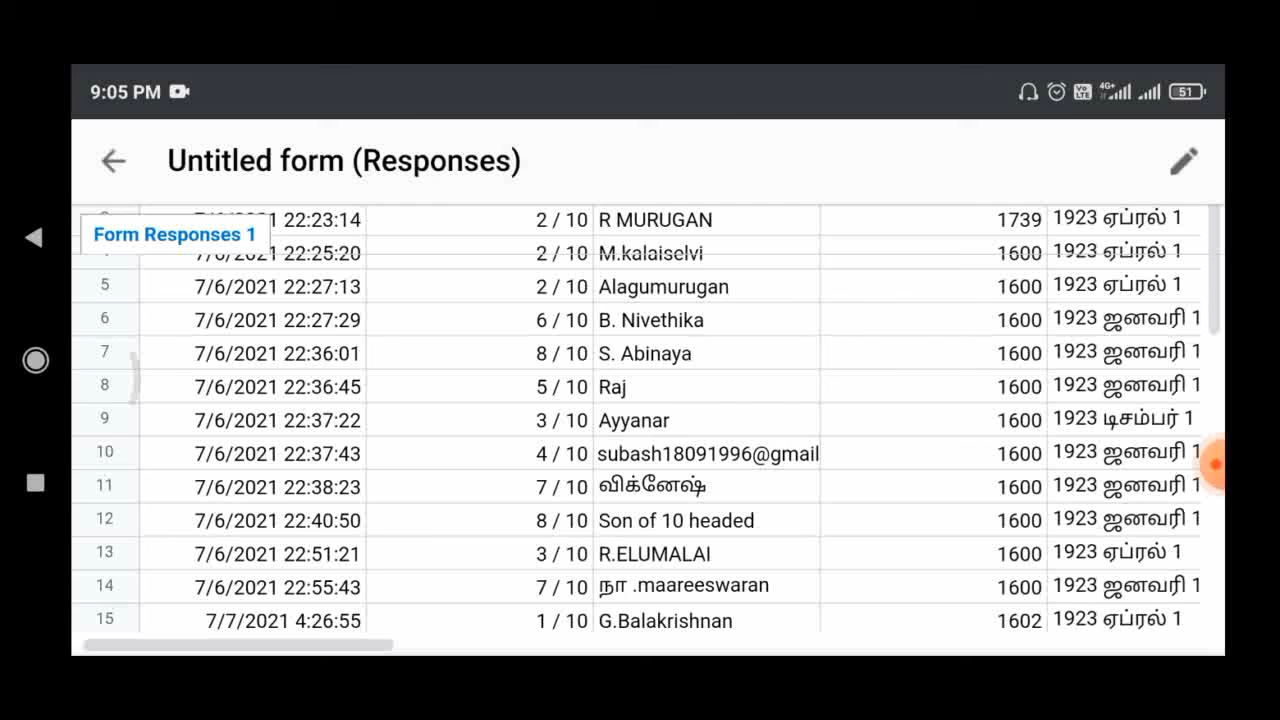 9:05 PM 4G+ VoLTE 51
Untitled form (Responses)
Form Responses 1
7/6/2021 22:23:14 2 / 10 R MURUGAN 1739 1923 ஏப்ரல் 1
7/6/2021 22:25:20 2 / 10 M.kalaiselvi 1600 1923 ஏப்ரல் 1
5 7/6/2021 22:27:13 2 / 10 Alagumurugan 1600 1923 ஏப்ரல் 1
6 7/6/2021 22:27:29 6 / 10 B. Nivethika 1600 1923 ஜனவரி 1
7 7/6/2021 22:36:01 8 / 10 S. Abinaya 1600 1923 ஜனவரி 1
8 7/6/2021 22:36:45 5 / 10 Raj 1600 1923 ஜனவரி 1
9 7/6/2021 22:37:22 3 / 10 Ayyanar 1600 1923 டிசம்பர் 1
10 7/6/2021 22:37:43 4 / 10 subash18091996@gmail 1600 1923 ஜனவரி 1
11 7/6/2021 22:38:23 7 / 10 விக்னேஷ் 1600 1923 ஜனவரி 1
12 7/6/2021 22:40:50 8 / 10 Son of 10 headed 1600 1923 ஜனவரி 1
13 7/6/2021 22:51:21 3 / 10 R.ELUMALAI 1600 1923 ஏப்ரல் 1
14 7/6/2021 22:55:43 7 / 10 நா .maareeswaran 1600 1923 ஜனவரி 1
15 7/7/2021 4:26:55 1 / 10 G.Balakrishnan 1602 1923 ஏப்ரல் 1